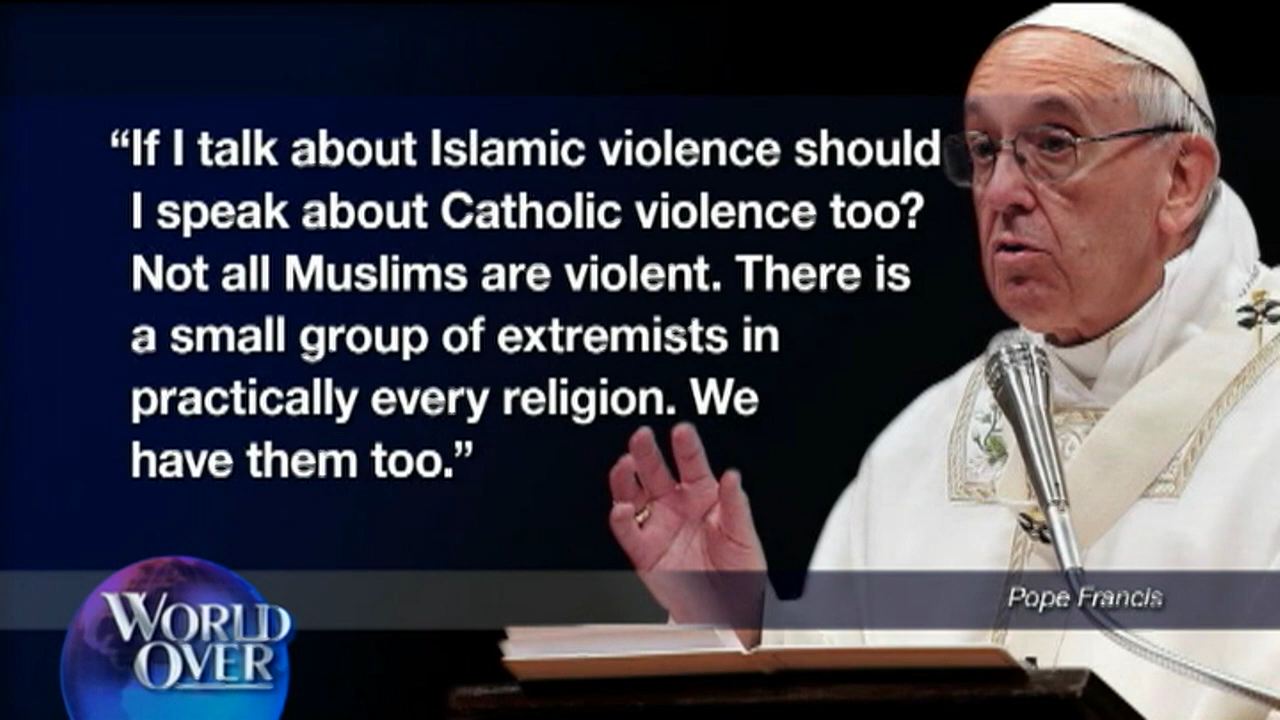 “If I talk about Islamic violence should
I speak about Catholic violence too?
Not all Muslims are violent. There is
a small group of extremists in
practically every religion. We
have them too.”
Pope Francis
WORLD
OVER